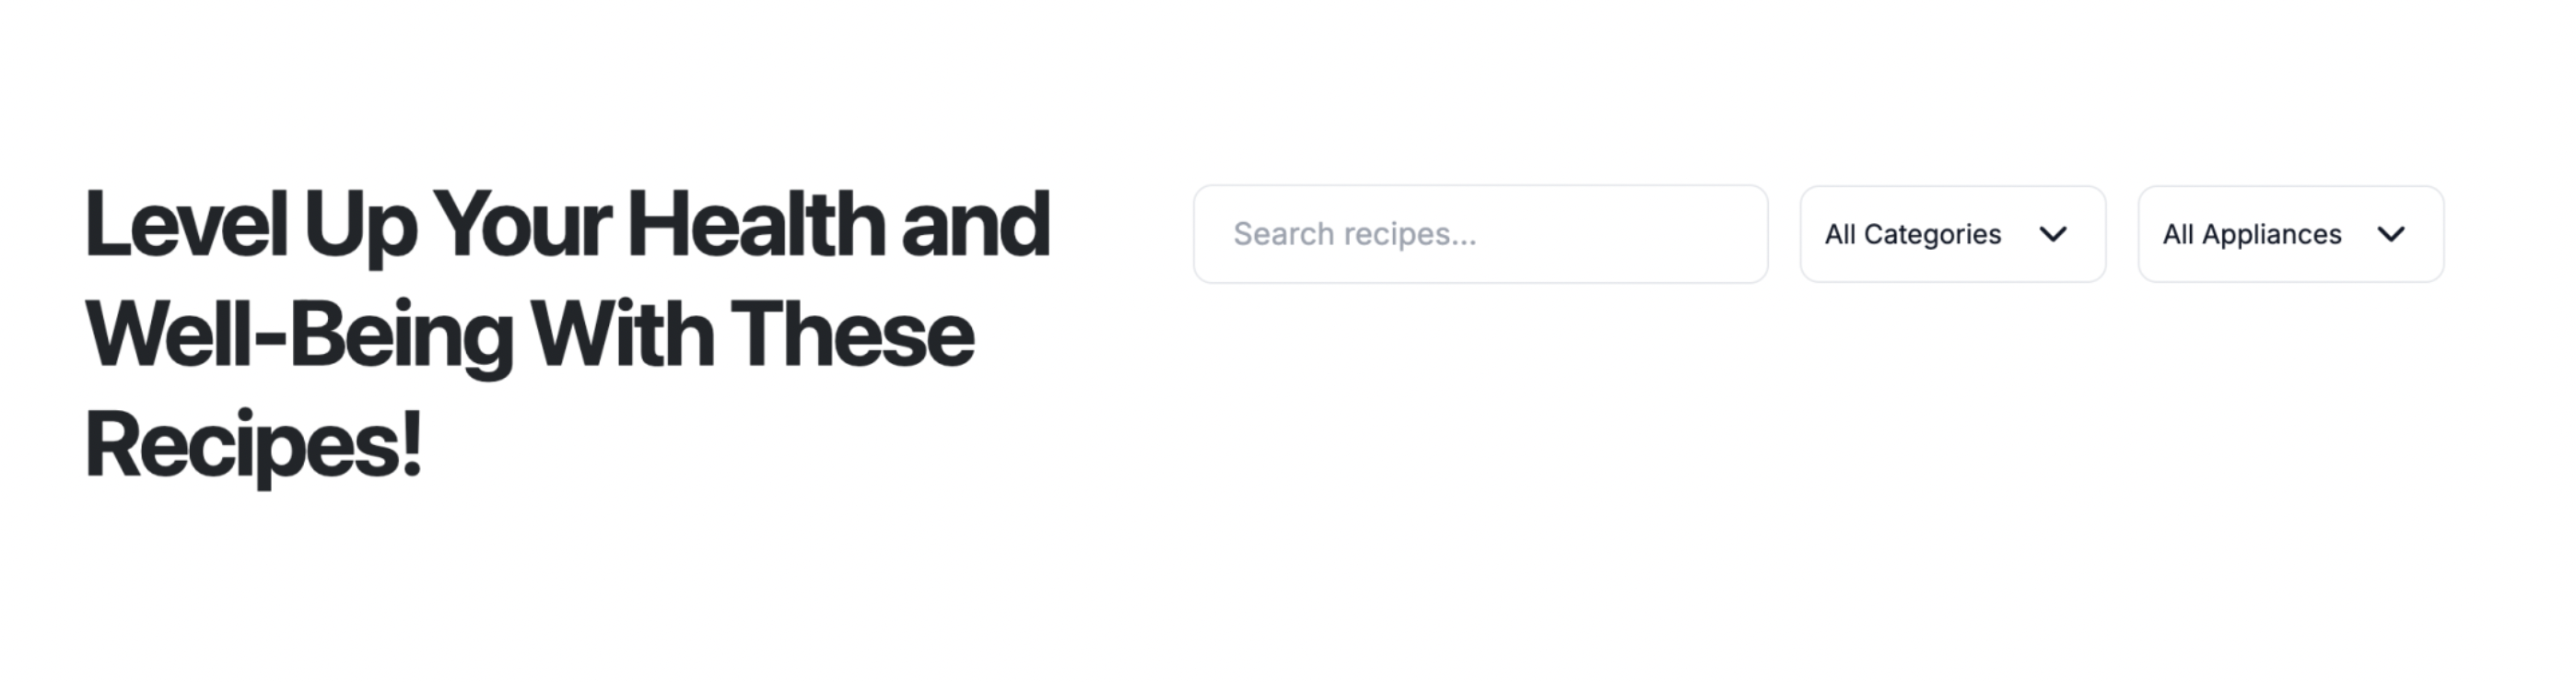 Level Up Your Health and
Well-Being With These
Recipes!
Search recipes...
All Categories
All Appliances